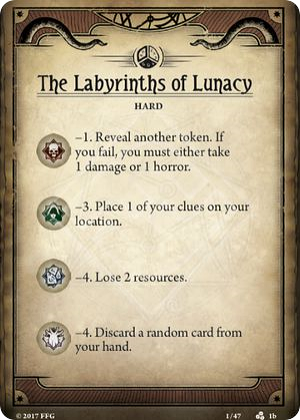 The Labyrinths of Lunacy
HARD
–1. Reveal another token. If
you fail, you must either take
1 damage or 1 horror.
–3. Place 1 of your clues on your
location.
–4. Lose 2 resources.
–4. Discard a random card from
your hand.
© 2017 FFG
1/47
1b